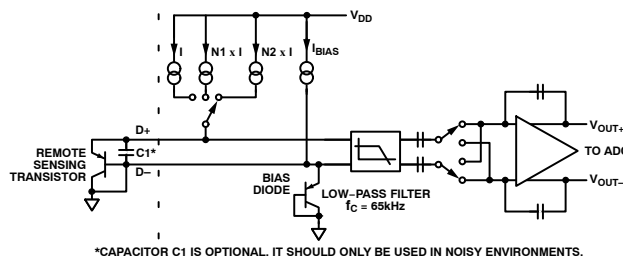 V_DD
I N1 x I N2 x I I_BIAS
D+
C1*
REMOTE
SENSING
TRANSISTOR
D–
BIAS
DIODE
LOW–PASS FILTER
f_C = 65kHz
V_OUT+
TO ADC
V_OUT–
*CAPACITOR C1 IS OPTIONAL. IT SHOULD ONLY BE USED IN NOISY ENVIRONMENTS.